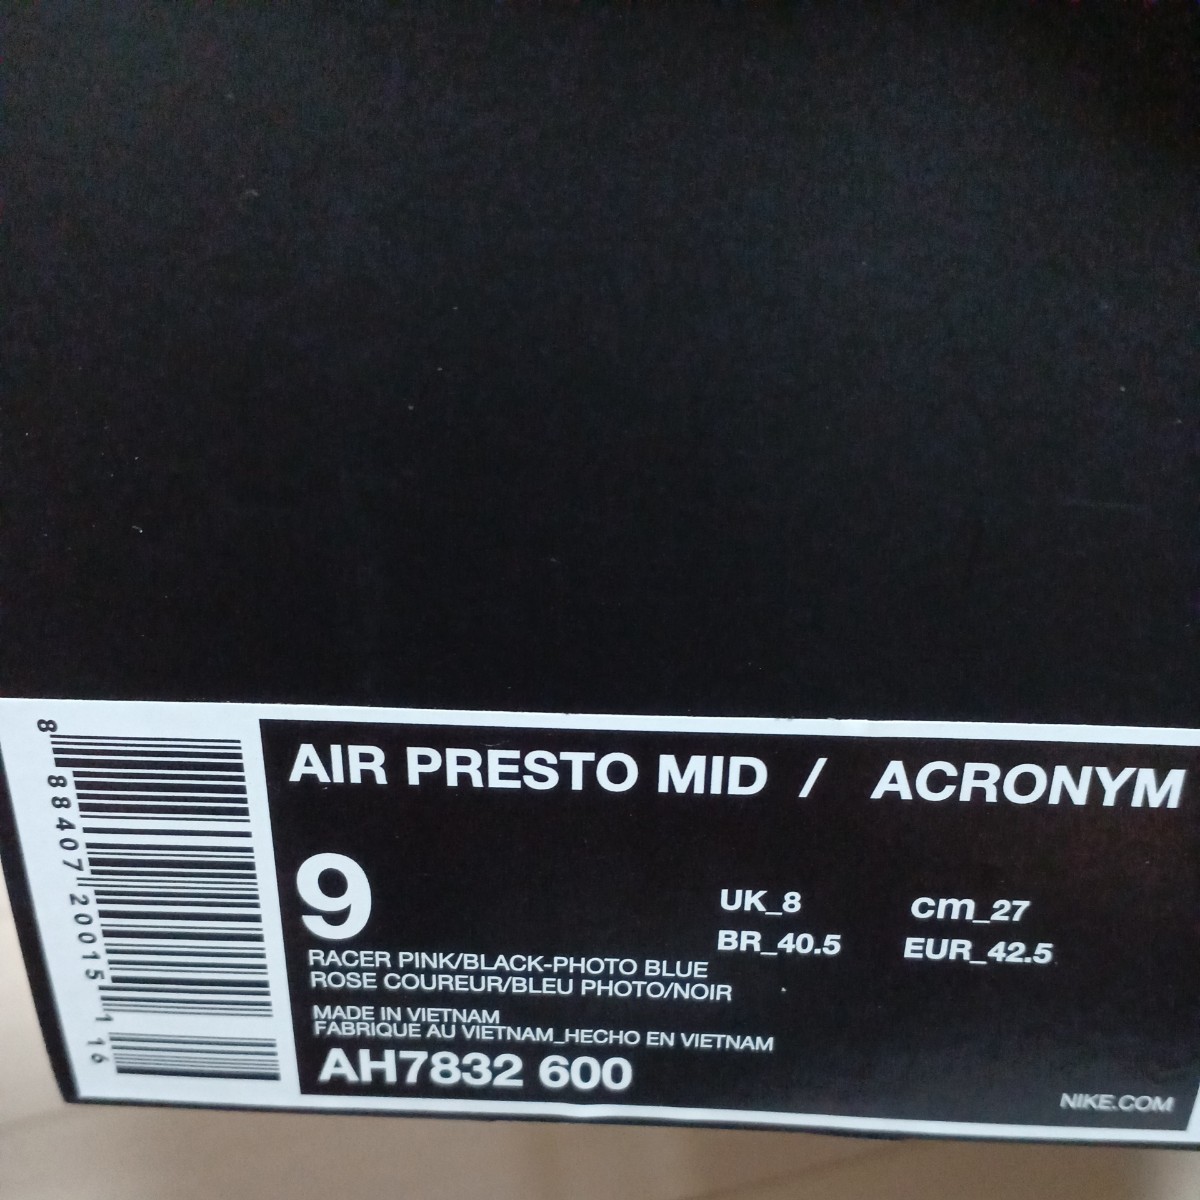 AIR PRESTO MID / ACRONYM
9
UK_8 cm_27
BR_40.5 EUR_42.5
RACER PINK/BLACK-PHOTO BLUE
ROSE COUREUR/BLEU PHOTO/NOIR
MADE IN VIETNAM
FABRIQUE AU VIETNAM_HECHO EN VIETNAM
AH7832 600
NIKE.COM
8 88407 20015 1 6